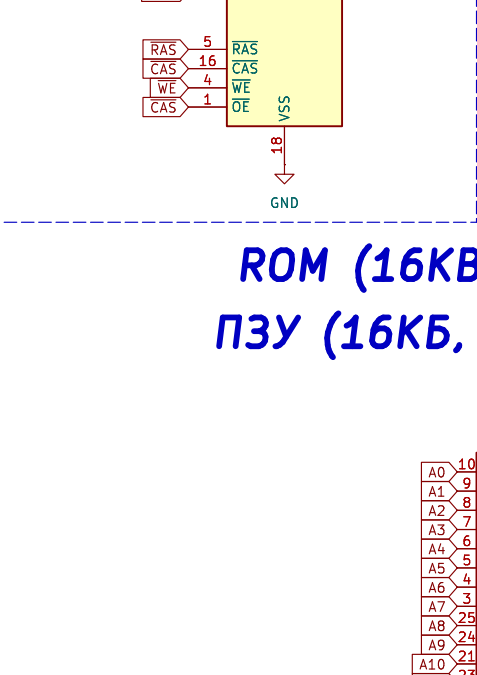 RAS 5 RAS
CAS 16 CAS
WE 4 WE
CAS 1 OE
VSS
18
GND
ROM (16KB
ПЗУ (16КБ,
A0 10
A1 9
A2 8
A3 7
A4 6
A5 5
A6 4
A7 3
A8 25
A9 24
A10 21
23